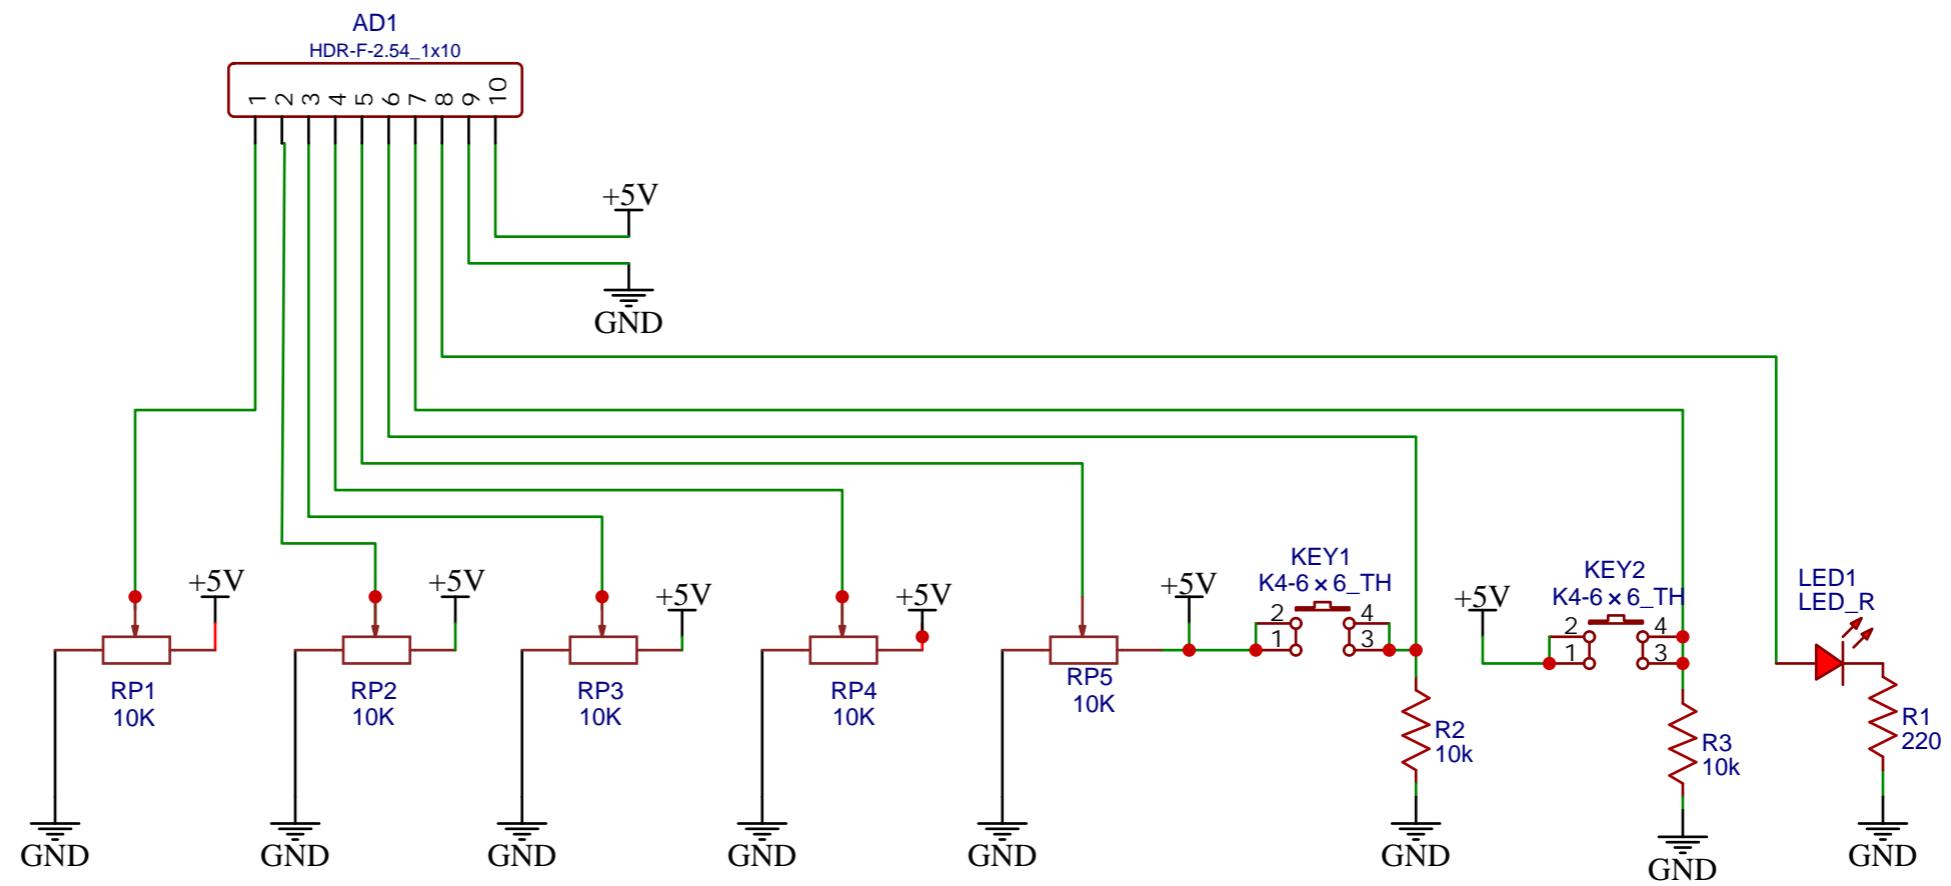 AD1
HDR-F-2.54_1x10
1 2 3 4 5 6 7 8 9 10
+5V
GND
+5V
RP1
10K
GND
+5V
RP2
10K
GND
+5V
RP3
10K
GND
+5V
RP4
10K
GND
RP5
10K
GND
+5V
KEY1
K4-6×6_TH
2 4
1 3
R2
10k
GND
+5V
KEY2
K4-6×6_TH
2 4
1 3
R3
10k
GND
LED1
LED_R
R1
220
GND